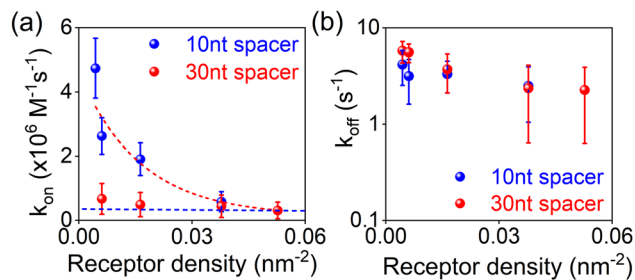 (a)
6
4
2
0
k_on (x10^6 M^-1s^-1)
10nt spacer
30nt spacer
0.00
0.03
0.06
Receptor density (nm^-2)
(b)
10
1
0.1
k_off (s^-1)
10nt spacer
30nt spacer
0.00
0.03
0.06
Receptor density (nm^-2)